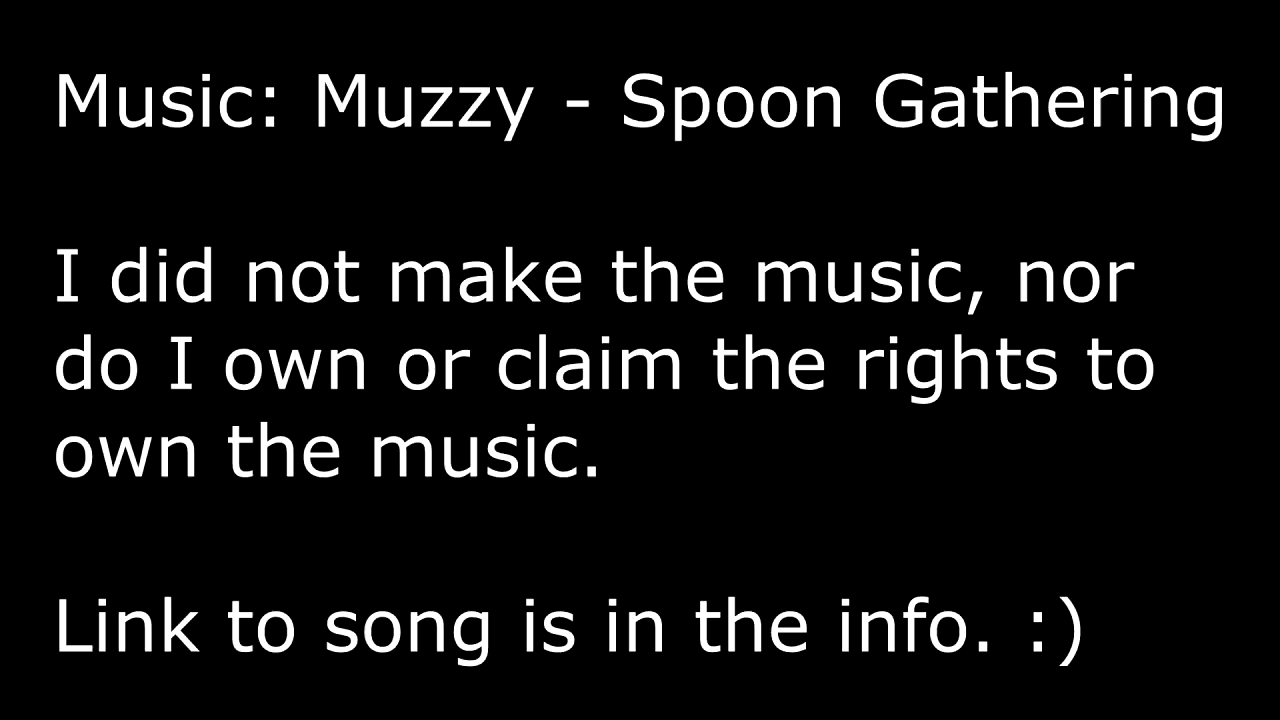 Music: Muzzy - Spoon Gathering
I did not make the music, nor
do I own or claim the rights to
own the music.
Link to song is in the info. :)